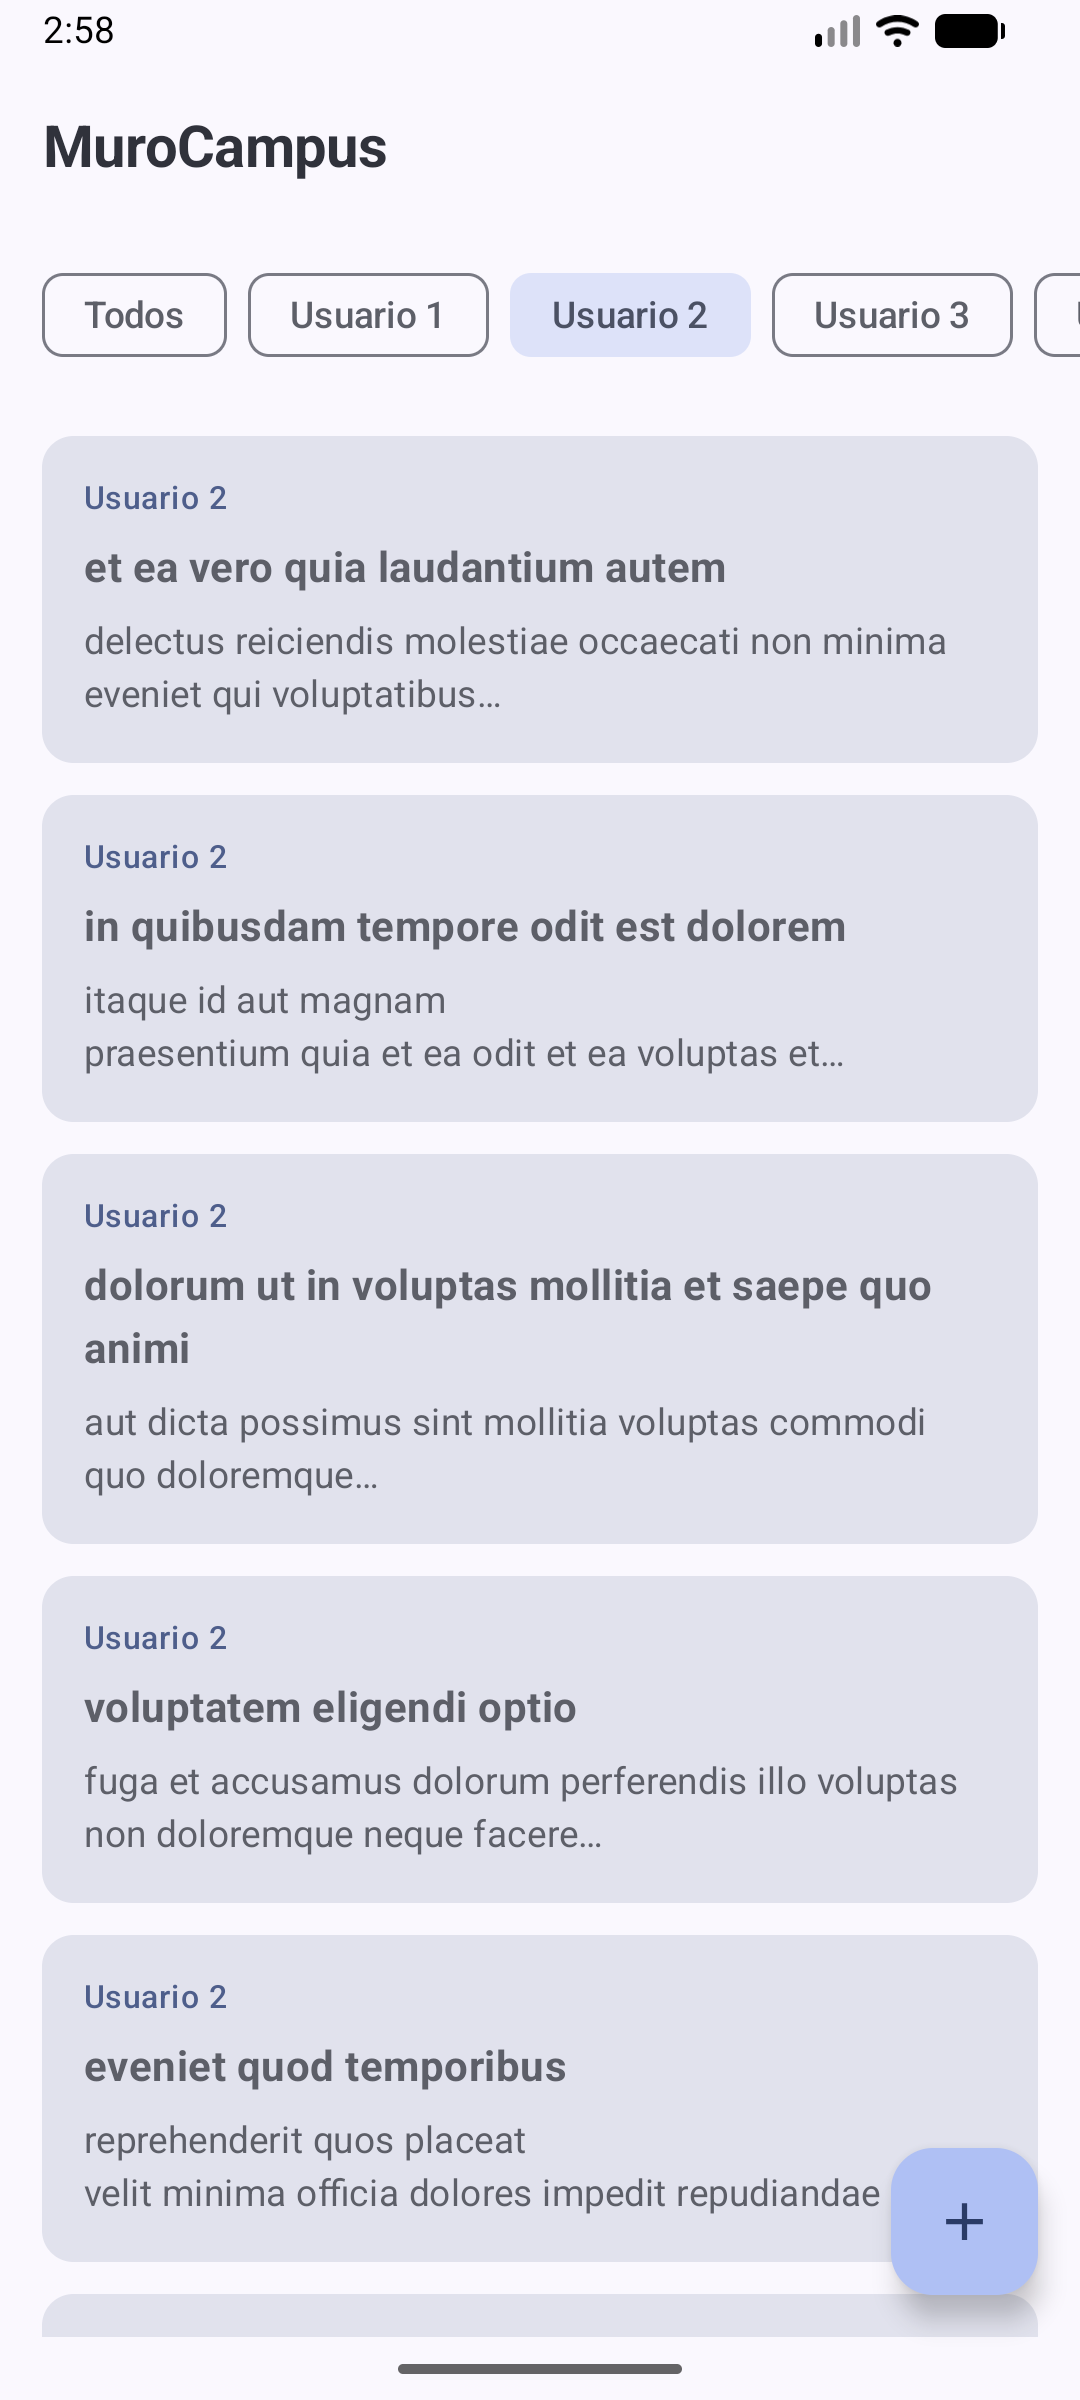 2:58
MuroCampus
Todos
Usuario 1
Usuario 2
Usuario 3
Usuario 2
et ea vero quia laudantium autem
delectus reiciendis molestiae occaecati non minima
eveniet qui voluptatibus…
Usuario 2
in quibusdam tempore odit est dolorem
itaque id aut magnam
praesentium quia et ea odit et ea voluptas et…
Usuario 2
dolorum ut in voluptas mollitia et saepe quo
animi
aut dicta possimus sint mollitia voluptas commodi
quo doloremque…
Usuario 2
voluptatem eligendi optio
fuga et accusamus dolorum perferendis illo voluptas
non doloremque neque facere…
Usuario 2
eveniet quod temporibus
reprehenderit quos placeat
velit minima officia dolores impedit repudiandae